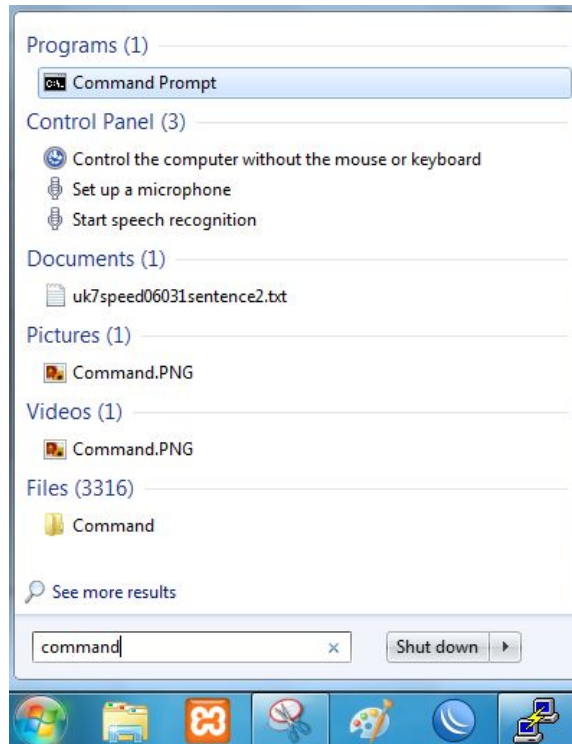 Programs (1)
Command Prompt
Control Panel (3)
Control the computer without the mouse or keyboard
Set up a microphone
Start speech recognition
Documents (1)
uk7speed06031sentence2.txt
Pictures (1)
Command.PNG
Videos (1)
Command.PNG
Files (3316)
Command
See more results
command
Shut down